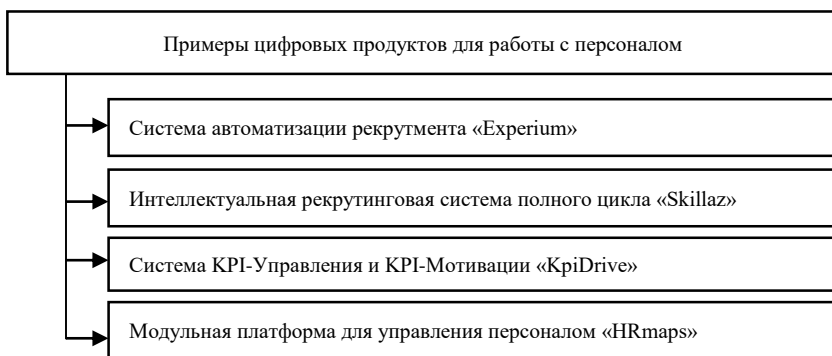 Примеры цифровых продуктов для работы с персоналом
Система автоматизации рекрутмента «Experium»
Интеллектуальная рекрутинговая система полного цикла «Skillaz»
Система KPI-Управления и KPI-Мотивации «KpiDrive»
Модульная платформа для управления персоналом «HRmaps»